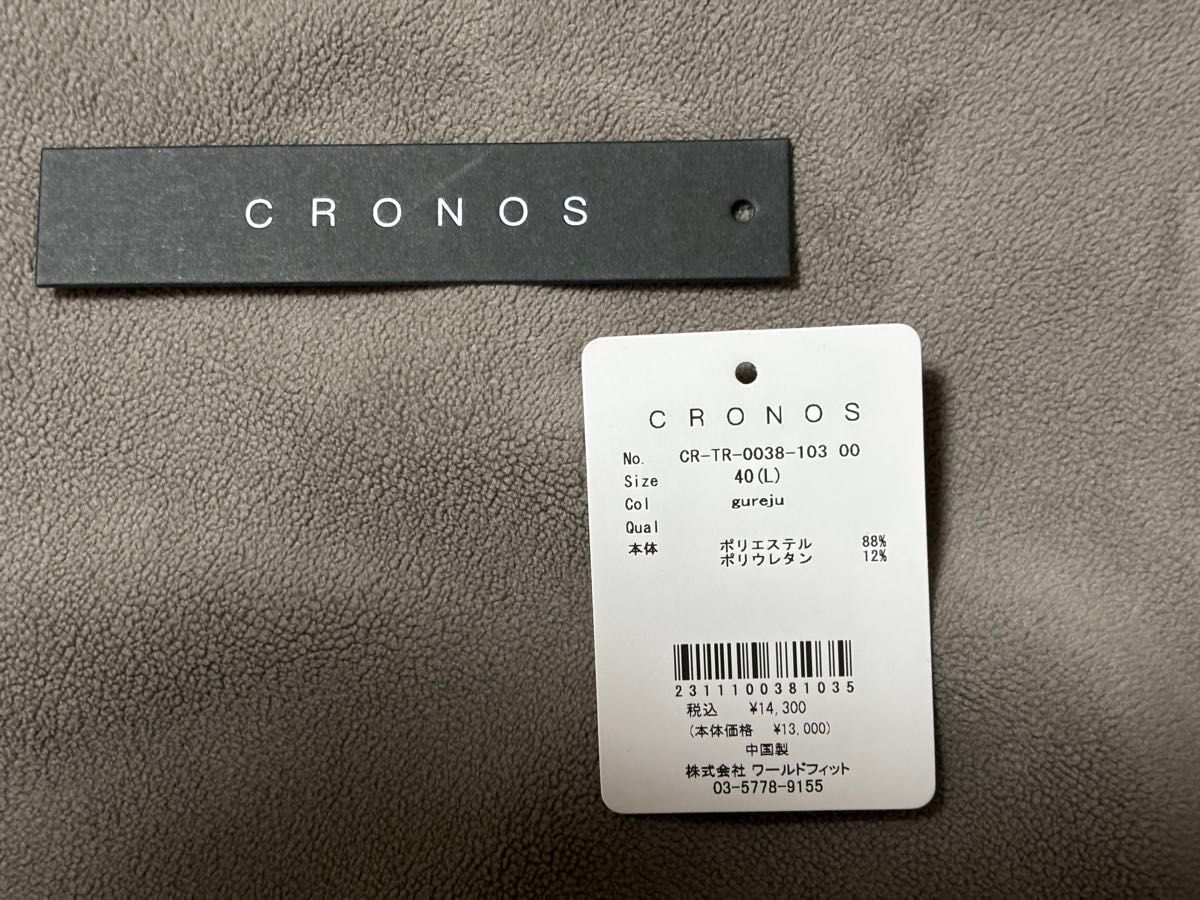 CRONOS
CRONOS
No. CR-TR-0038-103 00
Size 40(L)
Col gureju
Qual
本体 ポリエステル 88%
ポリウレタン 12%
2311100381035
税込 ¥14,300
(本体価格 ¥13,000)
中国製
株式会社 ワールドフィット
03-5778-9155